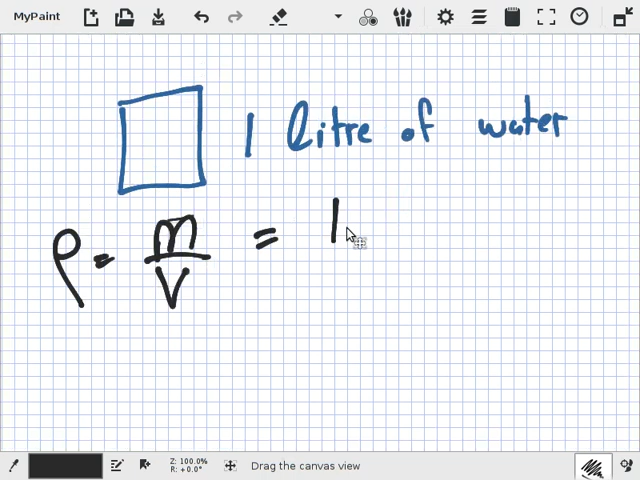 MyPaint
1 litre of water
ρ = m/V = 1
Z: 100.0%
R: +0.0°
Drag the canvas view